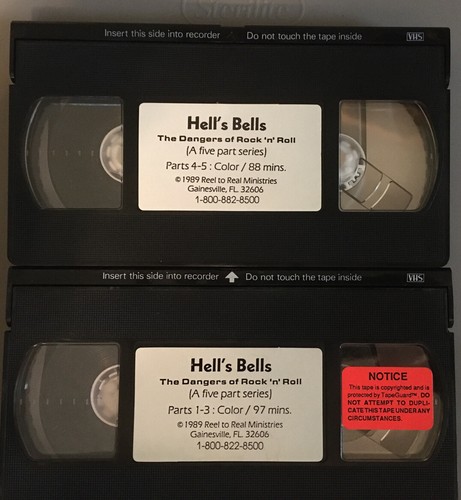 Sterilite
Insert this side into recorder Do not touch the tape inside VHS
Hell's Bells
The Dangers of Rock 'n' Roll
(A five part series)
Parts 4-5 : Color / 88 mins.
© 1989 Reel to Real Ministries
Gainesville, FL. 32606
1-800-882-8500
Insert this side into recorder Do not touch the tape inside VHS
Hell's Bells
The Dangers of Rock 'n' Roll
(A five part series)
Parts 1-3 : Color / 97 mins.
© 1989 Reel to Real Ministries
Gainesville, FL. 32606
1-800-822-8500
NOTICE
This tape is copyrighted and is
protected by TapeGuard™. DO
NOT ATTEMPT TO DUPLI-
CATE THIS TAPE UNDER ANY
CIRCUMSTANCES.